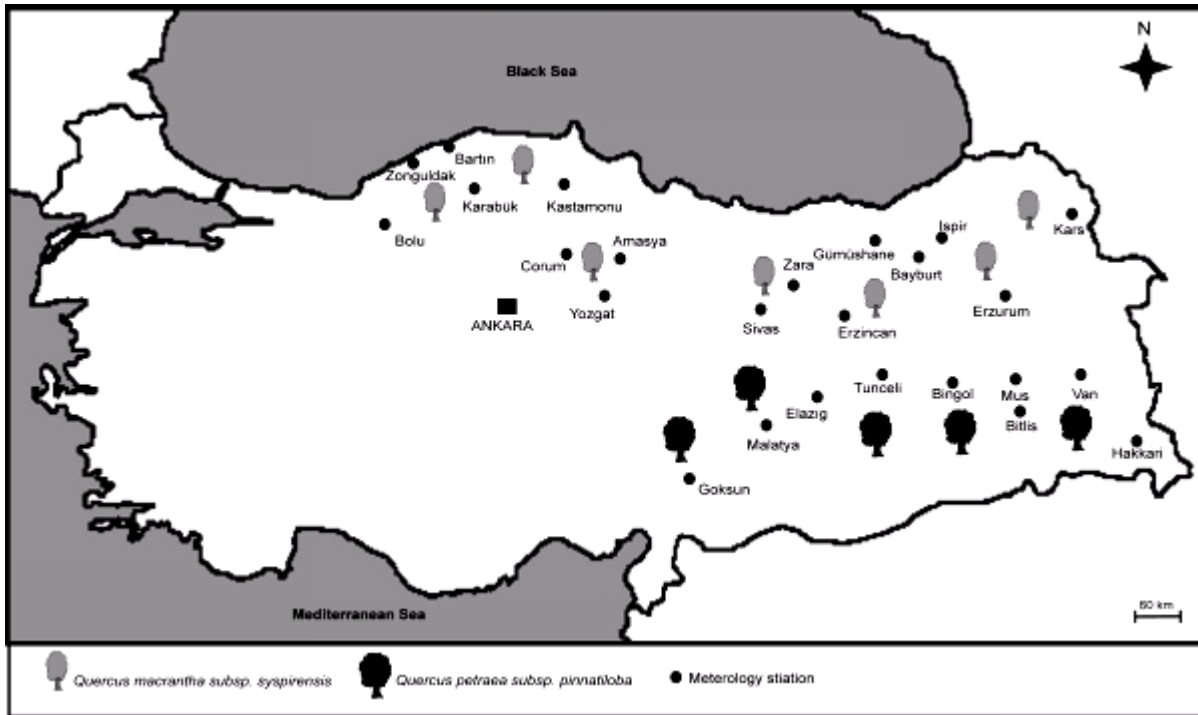 Black Sea
N
Bartın
Zonguldak
Karabük
Kastamonu
Bolu
Corum
Amasya
Yozgat
ANKARA
Zara
Sivas
Gümüshane
Ispir
Bayburt
Kars
Erzincan
Erzurum
Tunceli
Elazıg
Bingol
Mus
Van
Malatya
Bitlis
Hakkari
Goksun
Mediterranean Sea
60 km
Quercus macrantha subsp. syspirensis
Quercus petraea subsp. pinnatiloba
Meterology stiation